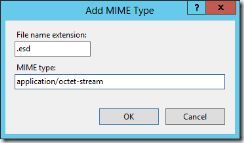 Add MIME Type
?
File name extension:
.esd
MIME type:
application/octet-stream
OK
Cancel